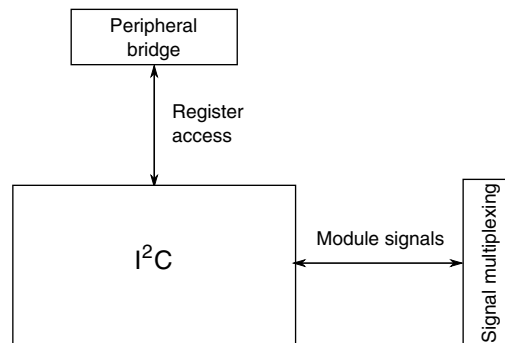 Peripheral
bridge
Register
access
I²C
Module signals
Signal multiplexing